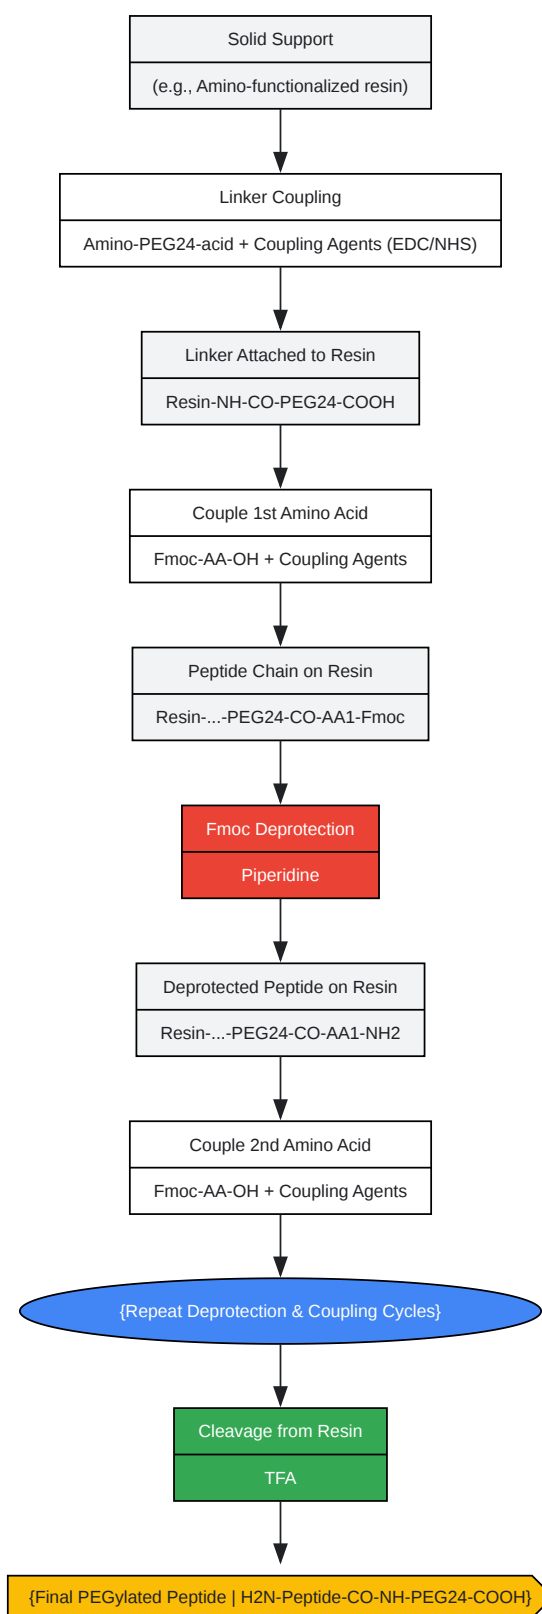 Solid Support
(e.g., Amino-functionalized resin)
Linker Coupling
Amino-PEG24-acid + Coupling Agents (EDC/NHS)
Linker Attached to Resin
Resin-NH-CO-PEG24-COOH
Couple 1st Amino Acid
Fmoc-AA-OH + Coupling Agents
Peptide Chain on Resin
Resin-...-PEG24-CO-AA1-Fmoc
Fmoc Deprotection
Piperidine
Deprotected Peptide on Resin
Resin-...-PEG24-CO-AA1-NH2
Couple 2nd Amino Acid
Fmoc-AA-OH + Coupling Agents
{Repeat Deprotection & Coupling Cycles}
Cleavage from Resin
TFA
{Final PEGylated Peptide | H2N-Peptide-CO-NH-PEG24-COOH}